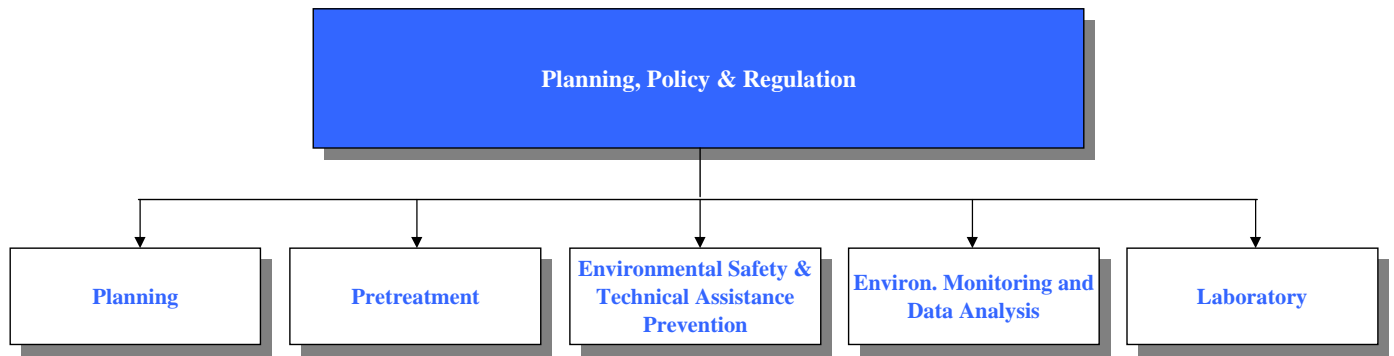 Planning, Policy & Regulation
Planning
Pretreatment
Environmental Safety &
Technical Assistance
Prevention
Environ. Monitoring and
Data Analysis
Laboratory